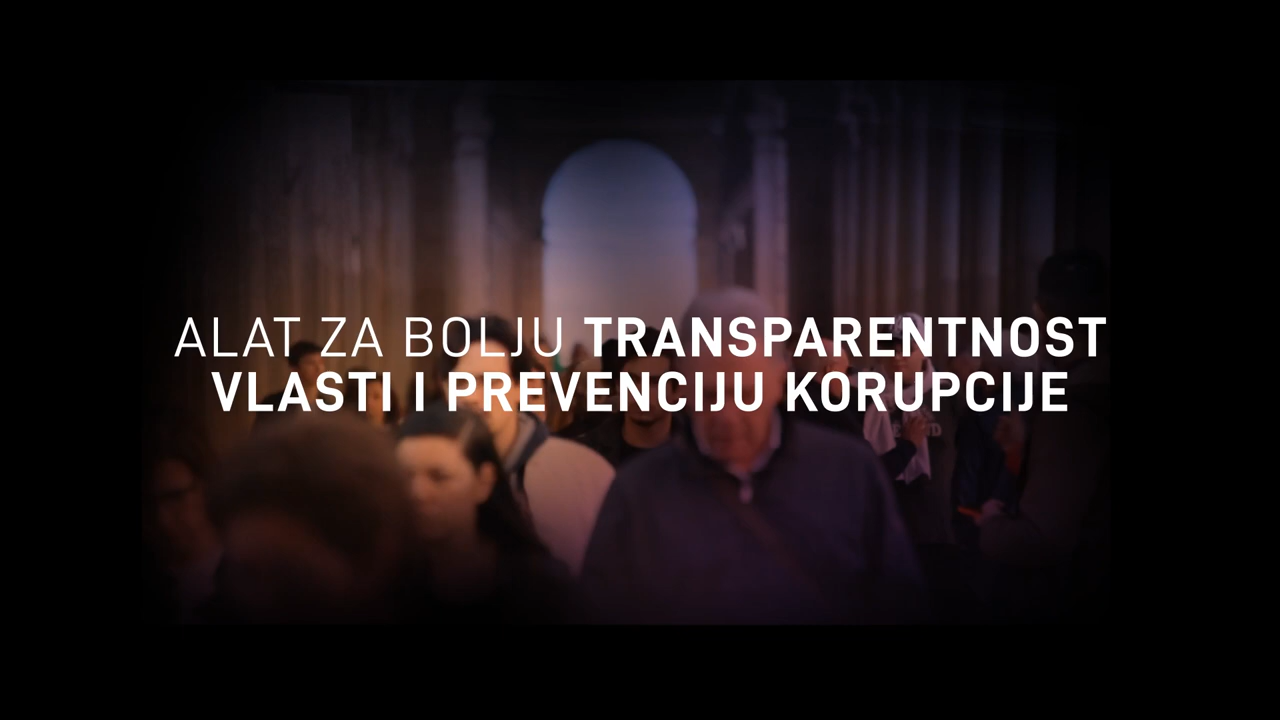 ALAT ZA BOLJU TRANSPARENTNOST
VLASTI I PREVENCIJU KORUPCIJE